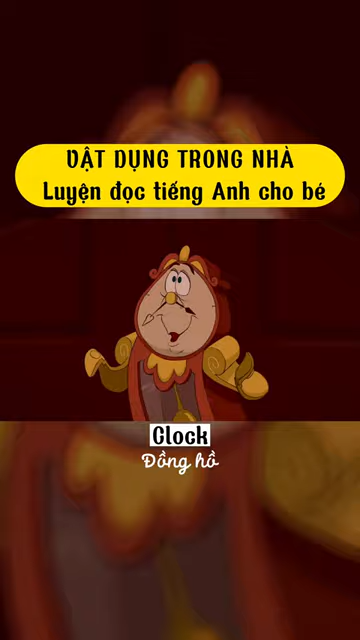 VẬT DỤNG TRONG NHÀ
Luyện đọc tiếng Anh cho bé
Clock
Đồng hồ